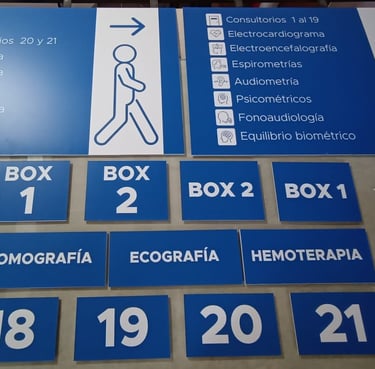 20 y 21
Consultorios 1 al 19
Electrocardiograma
Electroencefalografía
Espirometrías
Audiometría
Psicométricos
Fonoaudiología
Equilibrio biométrico
BOX
1
BOX
2
BOX 2
BOX 1
OMOGRAFÍA
ECOGRAFÍA
HEMOTERAPIA
18
19
20
21